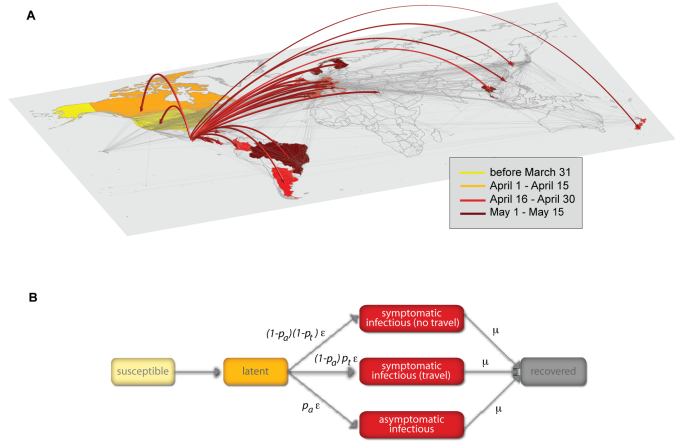 A
before March 31
April 1 - April 15
April 16 - April 30
May 1 - May 15
B
susceptible
latent
(1-pₐ)(1-pₜ) ε
(1-pₐ) pₜ ε
pₐ ε
symptomatic
infectious (no travel)
symptomatic
infectious (travel)
asymptomatic
infectious
μ
μ
μ
recovered